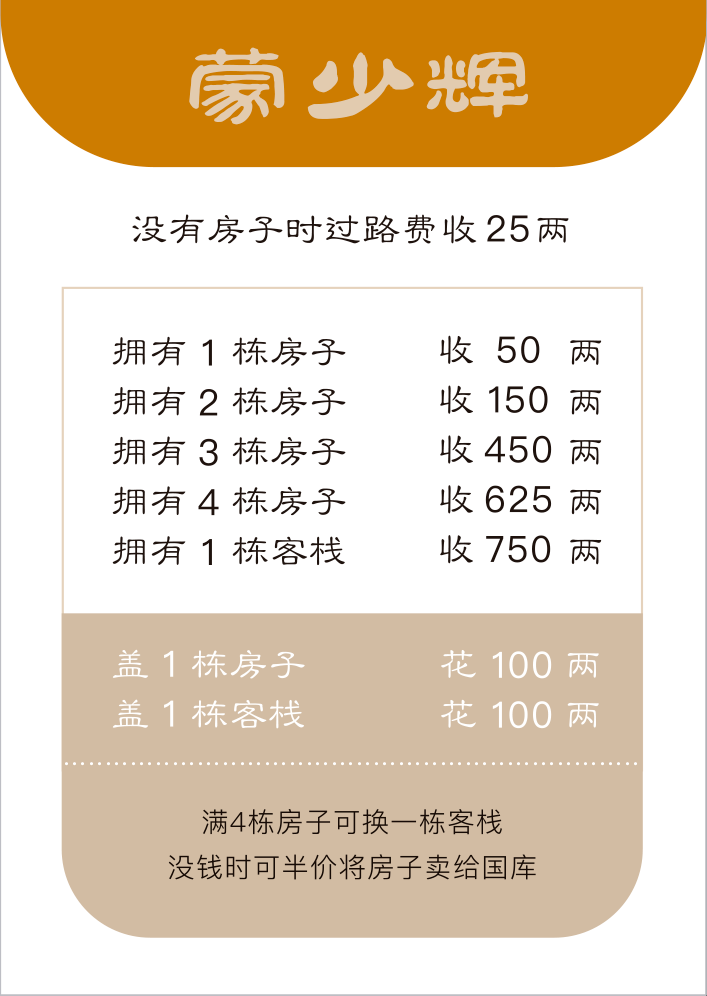 蒙少辉
没有房子时过路费收25两
拥有 1 栋房子 收 50 两
拥有 2 栋房子 收 150 两
拥有 3 栋房子 收 450 两
拥有 4 栋房子 收 625 两
拥有 1 栋客栈 收 750 两
盖 1 栋房子 花 100 两
盖 1 栋客栈 花 100 两
满4栋房子可换一栋客栈
没钱时可半价将房子卖给国库